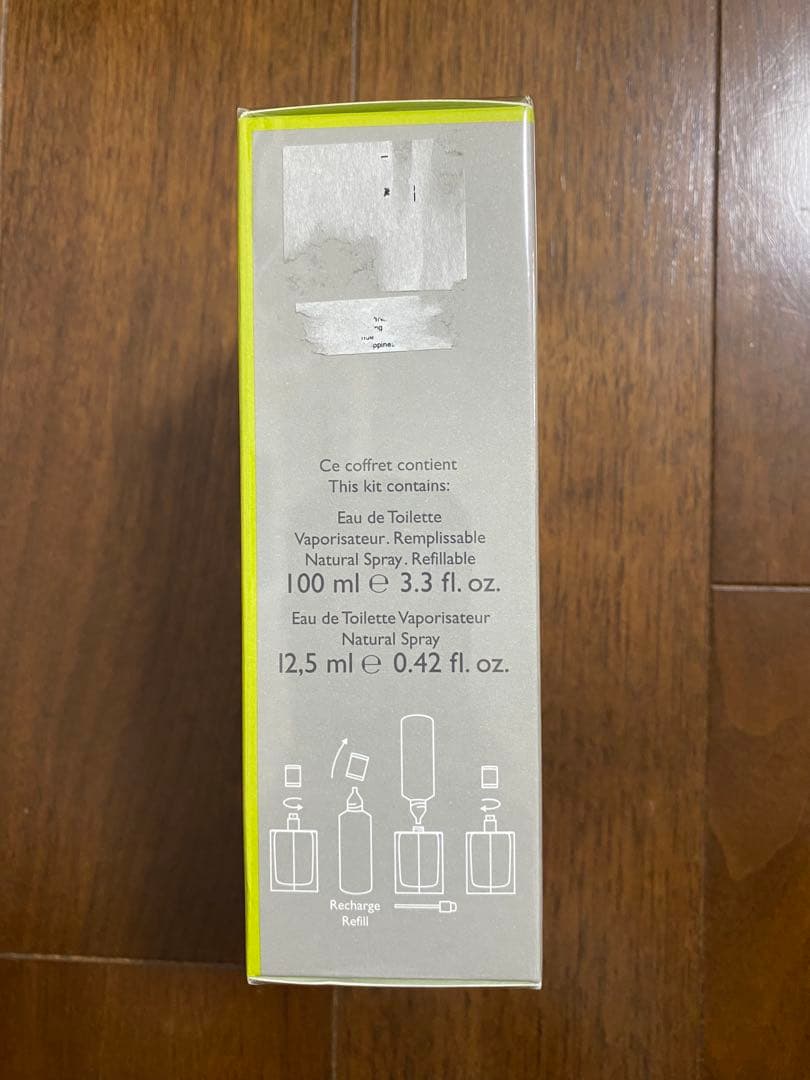 Ce coffret contient
This kit contains:
Eau de Toilette
Vaporisateur. Remplissable
Natural Spray. Refillable
100 ml ℮ 3.3 fl. oz.
Eau de Toilette Vaporisateur
Natural Spray
12,5 ml ℮ 0.42 fl. oz.
Recharge
Refill